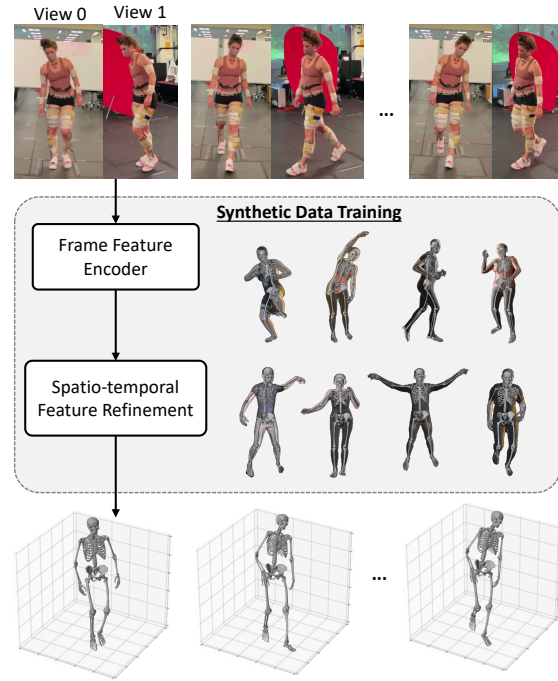 View 0 View 1
...
Synthetic Data Training
Frame Feature
Encoder
Spatio-temporal
Feature Refinement
...